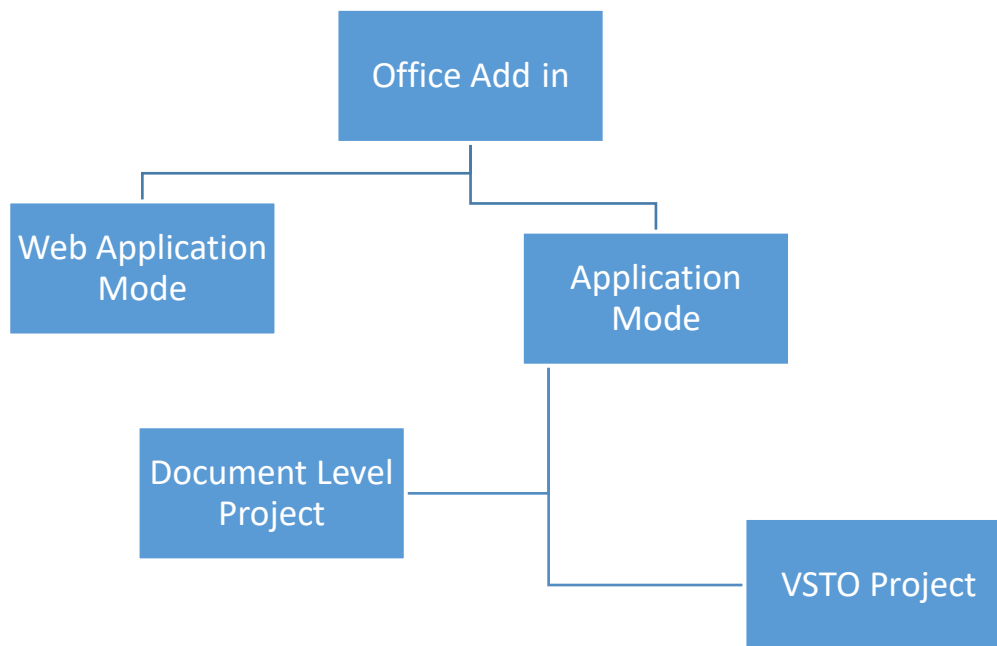 Office Add in
Web Application
Mode
Application
Mode
Document Level
Project
VSTO Project